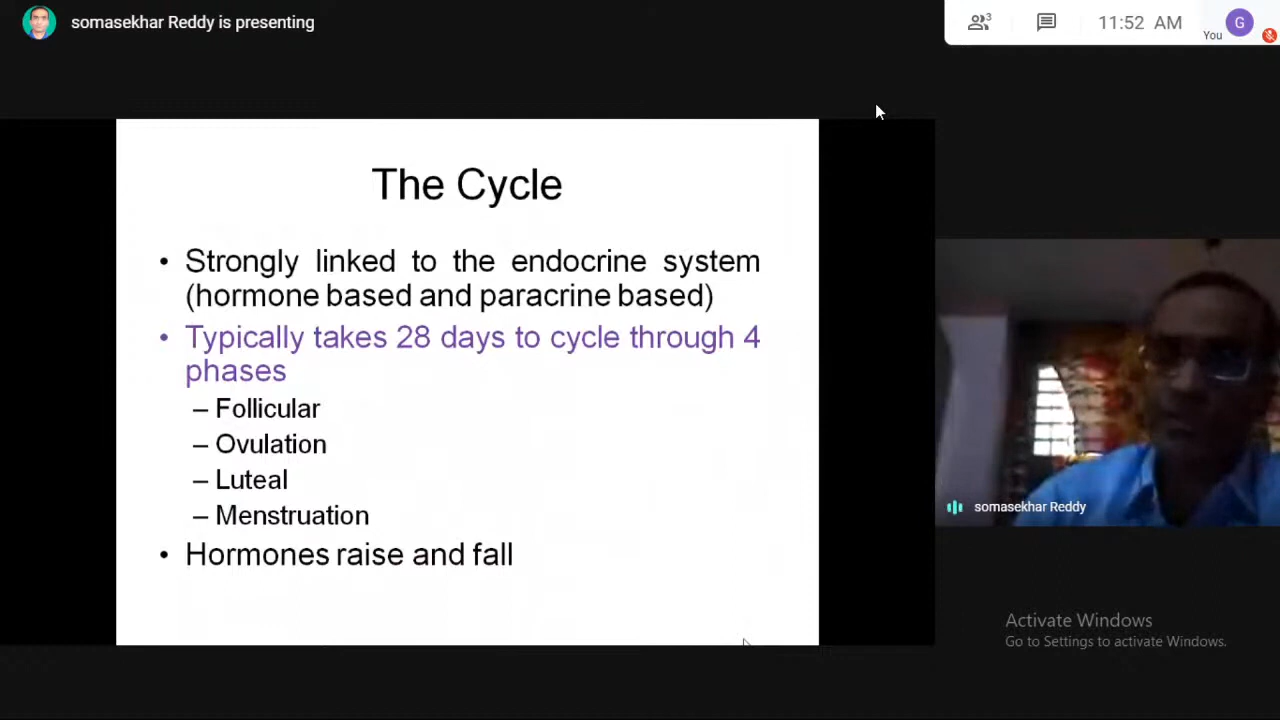 somasekhar Reddy is presenting
3
11:52 AM
You
G
The Cycle
• Strongly linked to the endocrine system
(hormone based and paracrine based)
• Typically takes 28 days to cycle through 4
phases
– Follicular
– Ovulation
– Luteal
– Menstruation
• Hormones raise and fall
somasekhar Reddy
Activate Windows
Go to Settings to activate Windows.